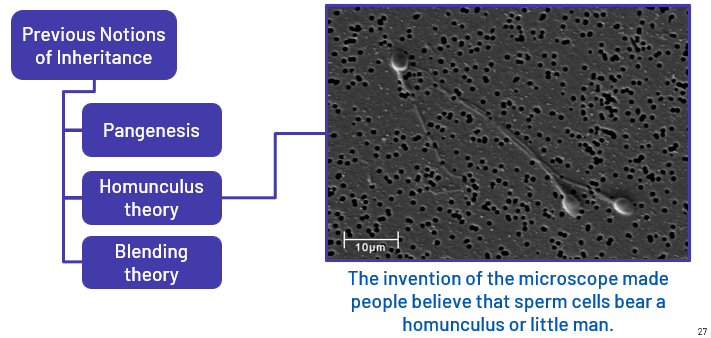 Previous Notions
of Inheritance
Pangenesis
Homunculus
theory
Blending
theory
10µm
The invention of the microscope made
people believe that sperm cells bear a
homunculus or little man.
27